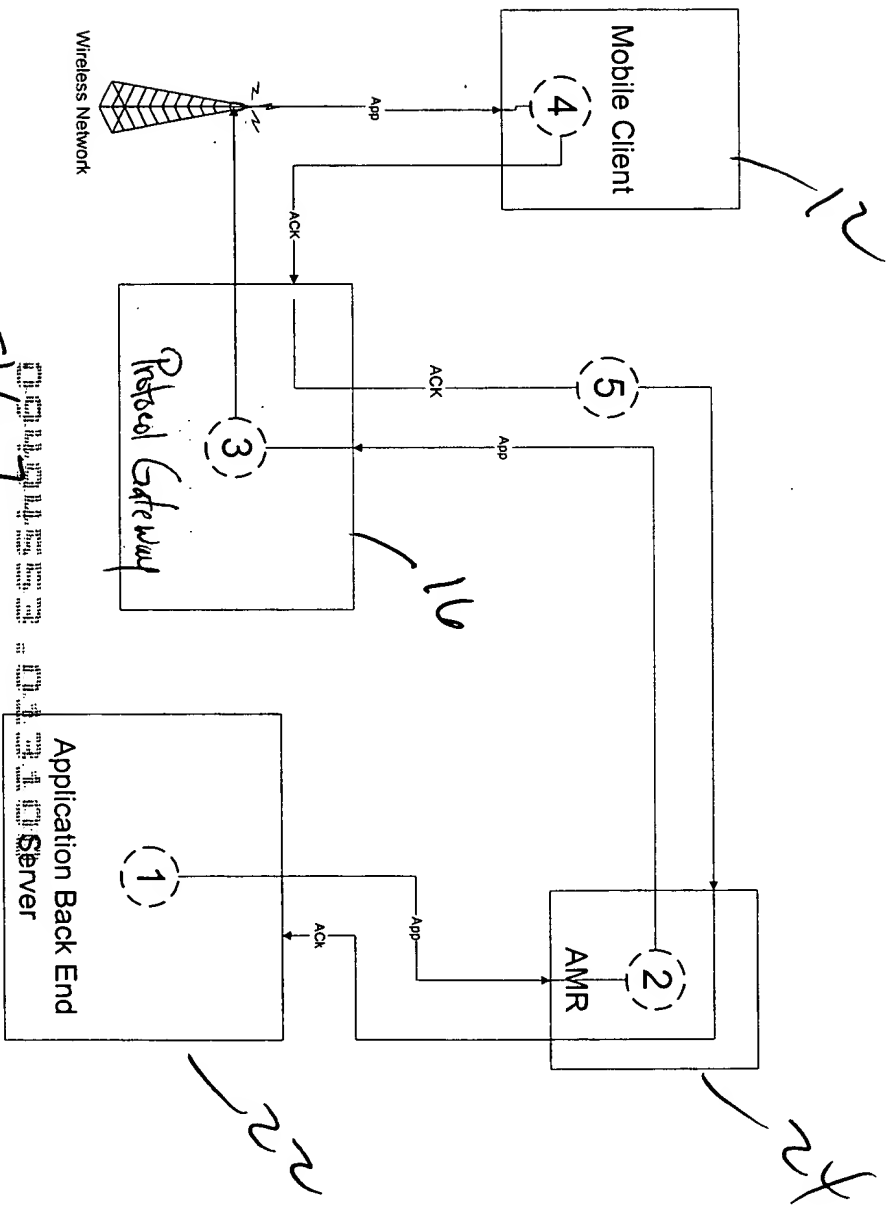 12
24
Mobile Client
4
5
2
AMR
App
ACK
ACK
App
16
3
Protocol Gateway
App
ACk
22
Wireless Network
1
Application Back End
Server
7